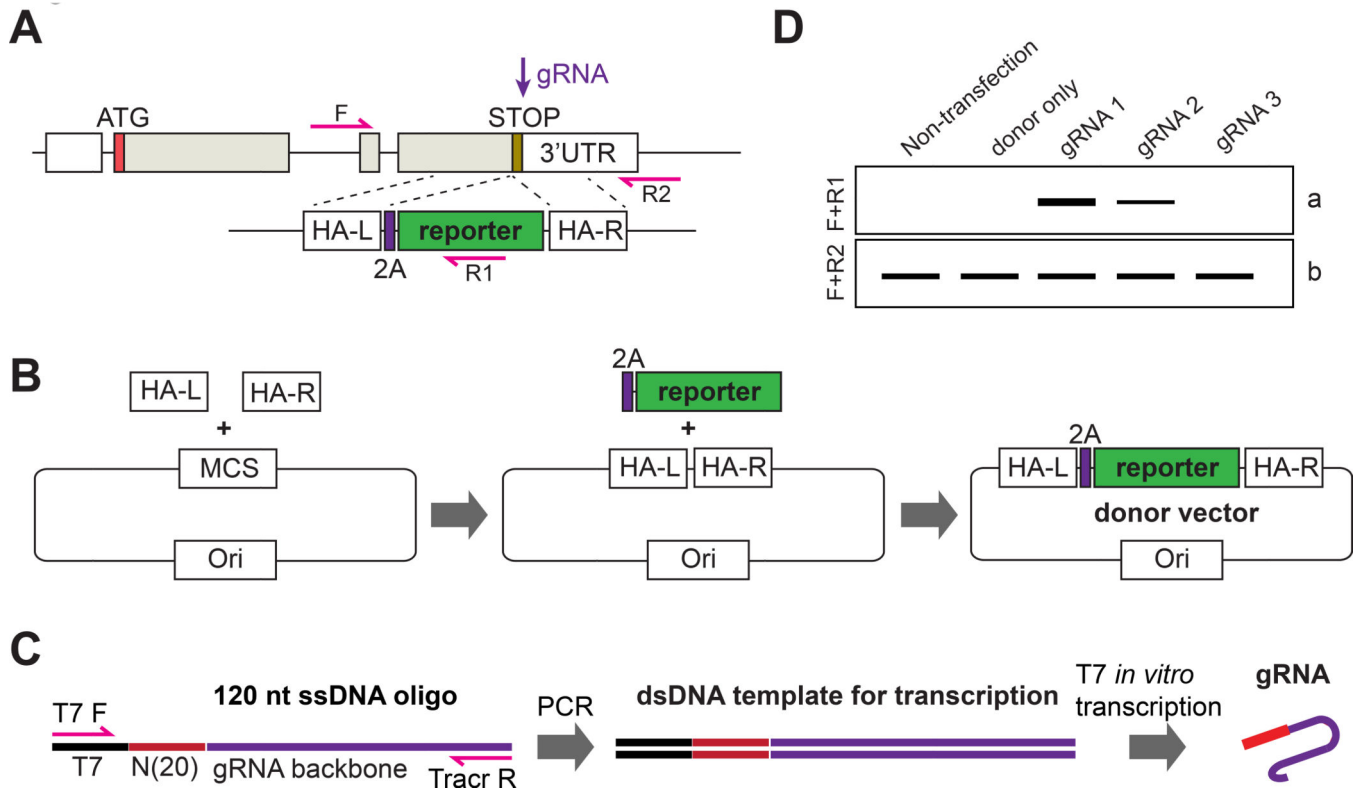 A
gRNA
ATG
F
STOP
3'UTR
R2
HA-L
reporter
HA-R
2A
R1
D
Non-transfection
donor only
gRNA 1
gRNA 2
gRNA 3
F+R1
a
F+R2
b
B
HA-L
HA-R
+
MCS
Ori
2A
reporter
+
HA-L
HA-R
Ori
2A
HA-L
reporter
HA-R
donor vector
Ori
C
120 nt ssDNA oligo
T7 F
T7
N(20)
gRNA backbone
Tracr R
PCR
dsDNA template for transcription
T7 in vitro
transcription
gRNA